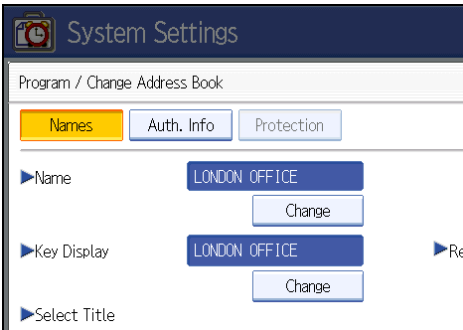 System Settings
Program / Change Address Book
Names Auth. Info Protection
▶Name LONDON OFFICE
Change
▶Key Display LONDON OFFICE ▶Re
Change
▶Select Title